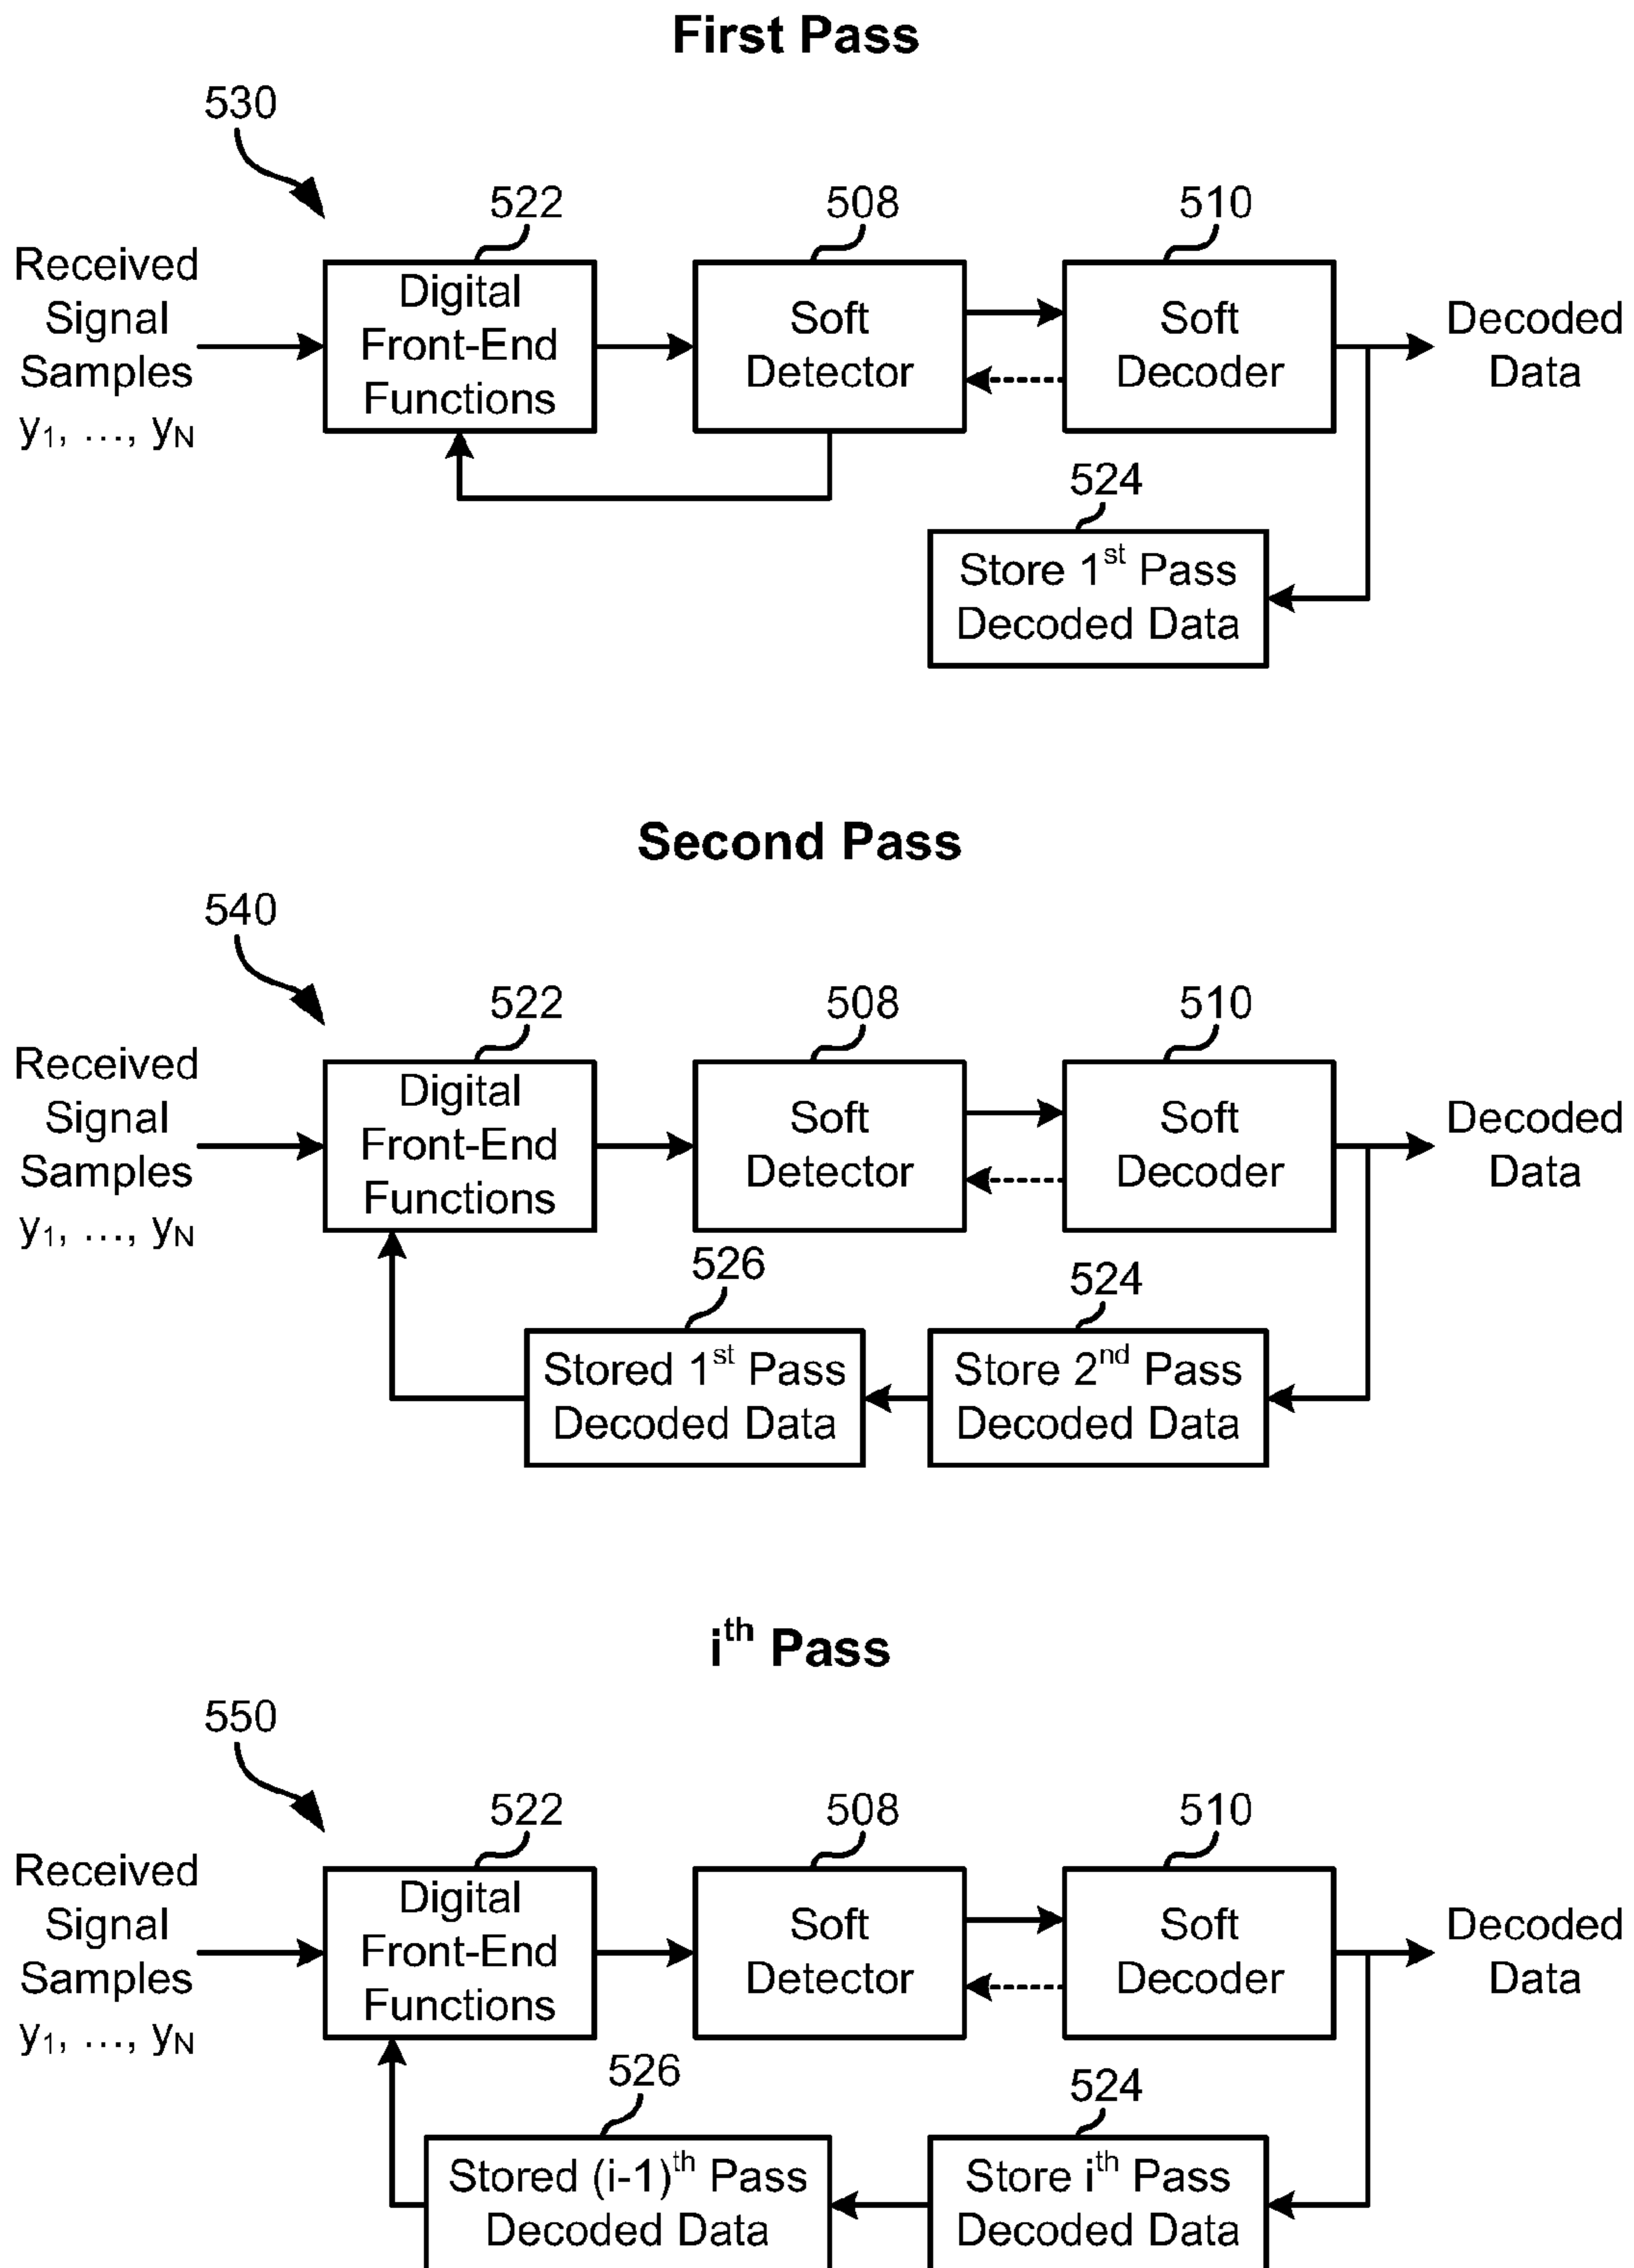 First Pass
530
522
508
510
Received
Signal
Samples
y₁, ..., y_N
Digital
Front-End
Functions
Soft
Detector
Soft
Decoder
Decoded
Data
524
Store 1st Pass
Decoded Data
Second Pass
540
522
508
510
Received
Signal
Samples
y₁, ..., y_N
Digital
Front-End
Functions
Soft
Detector
Soft
Decoder
Decoded
Data
526
524
Stored 1st Pass
Decoded Data
Store 2nd Pass
Decoded Data
ith Pass
550
522
508
510
Received
Signal
Samples
y₁, ..., y_N
Digital
Front-End
Functions
Soft
Detector
Soft
Decoder
Decoded
Data
526
524
Stored (i-1)th Pass
Decoded Data
Store ith Pass
Decoded Data